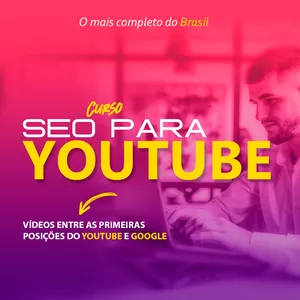 O mais completo do Brasil
CURSO
SEO PARA
YOUTUBE
VÍDEOS ENTRE AS PRIMEIRAS
POSIÇÕES DO YOUTUBE E GOOGLE